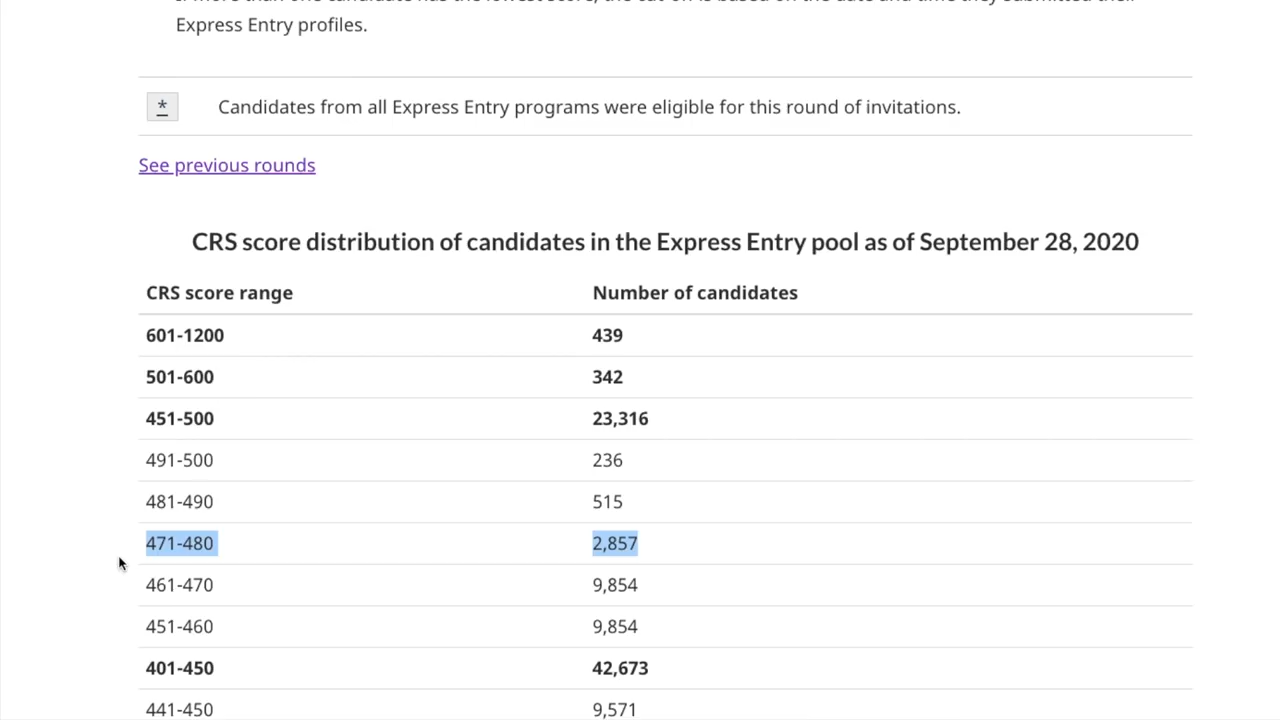 Express Entry profiles.
* Candidates from all Express Entry programs were eligible for this round of invitations.
See previous rounds
CRS score distribution of candidates in the Express Entry pool as of September 28, 2020
CRS score range Number of candidates
601-1200 439
501-600 342
451-500 23,316
491-500 236
481-490 515
471-480 2,857
461-470 9,854
451-460 9,854
401-450 42,673
441-450 9,571